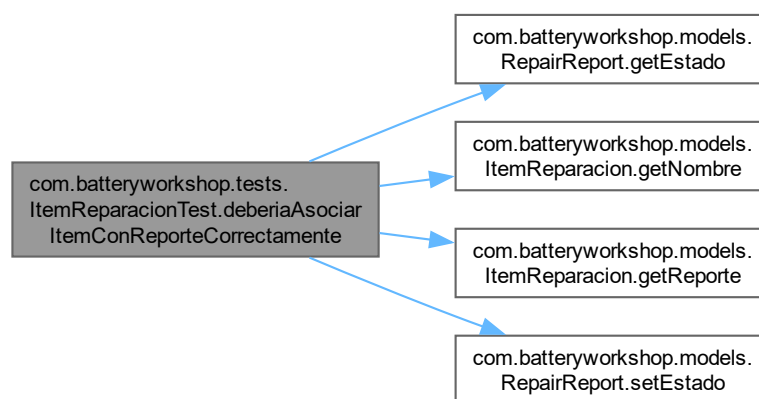 com.batteryworkshop.models.
RepairReport.getEstado
com.batteryworkshop.models.
ItemReparacion.getNombre
com.batteryworkshop.tests.
ItemReparacionTest.deberiaAsociar
ItemConReporteCorrectamente
com.batteryworkshop.models.
ItemReparacion.getReporte
com.batteryworkshop.models.
RepairReport.setEstado